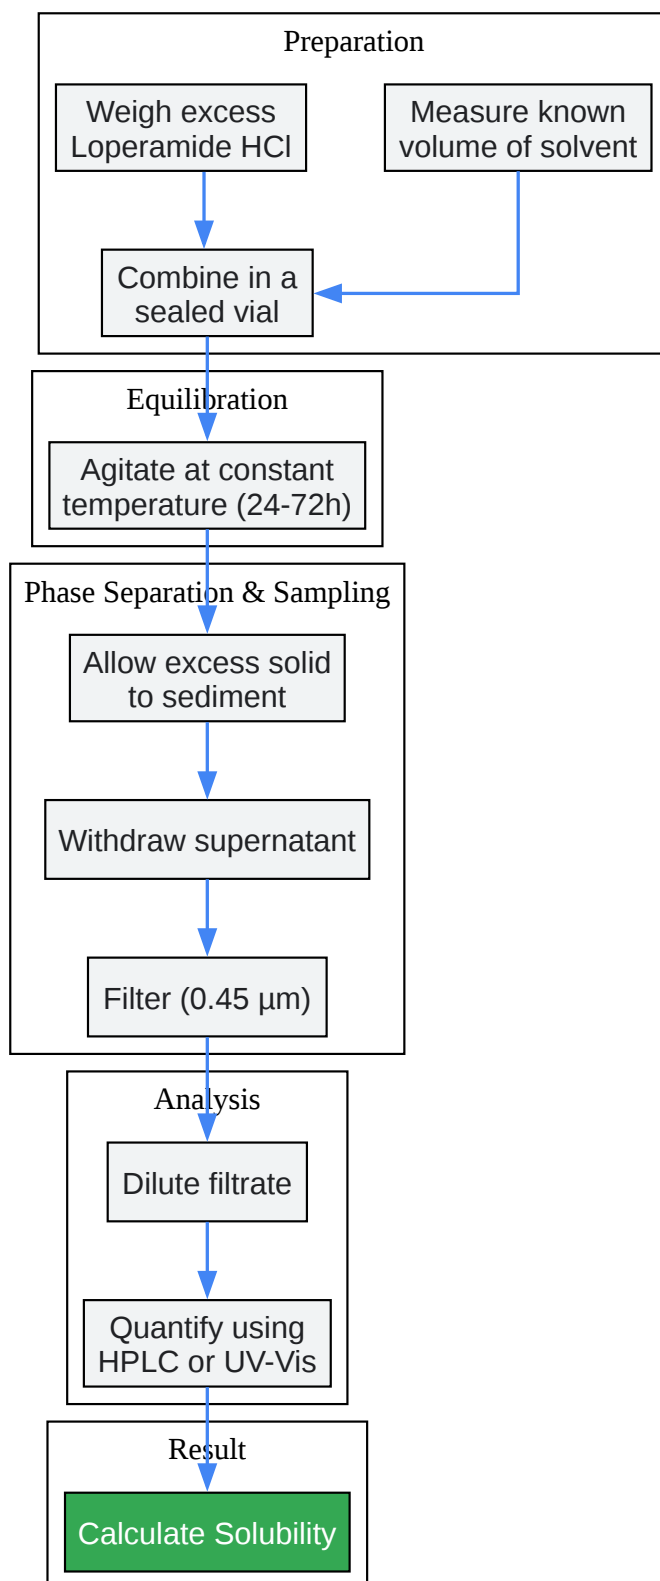 Preparation
Weigh excess
Loperamide HCl
Measure known
volume of solvent
Combine in a
sealed vial
Equilibration
Agitate at constant
temperature (24-72h)
Phase Separation & Sampling
Allow excess solid
to sediment
Withdraw supernatant
Filter (0.45 µm)
Analysis
Dilute filtrate
Quantify using
HPLC or UV-Vis
Result
Calculate Solubility